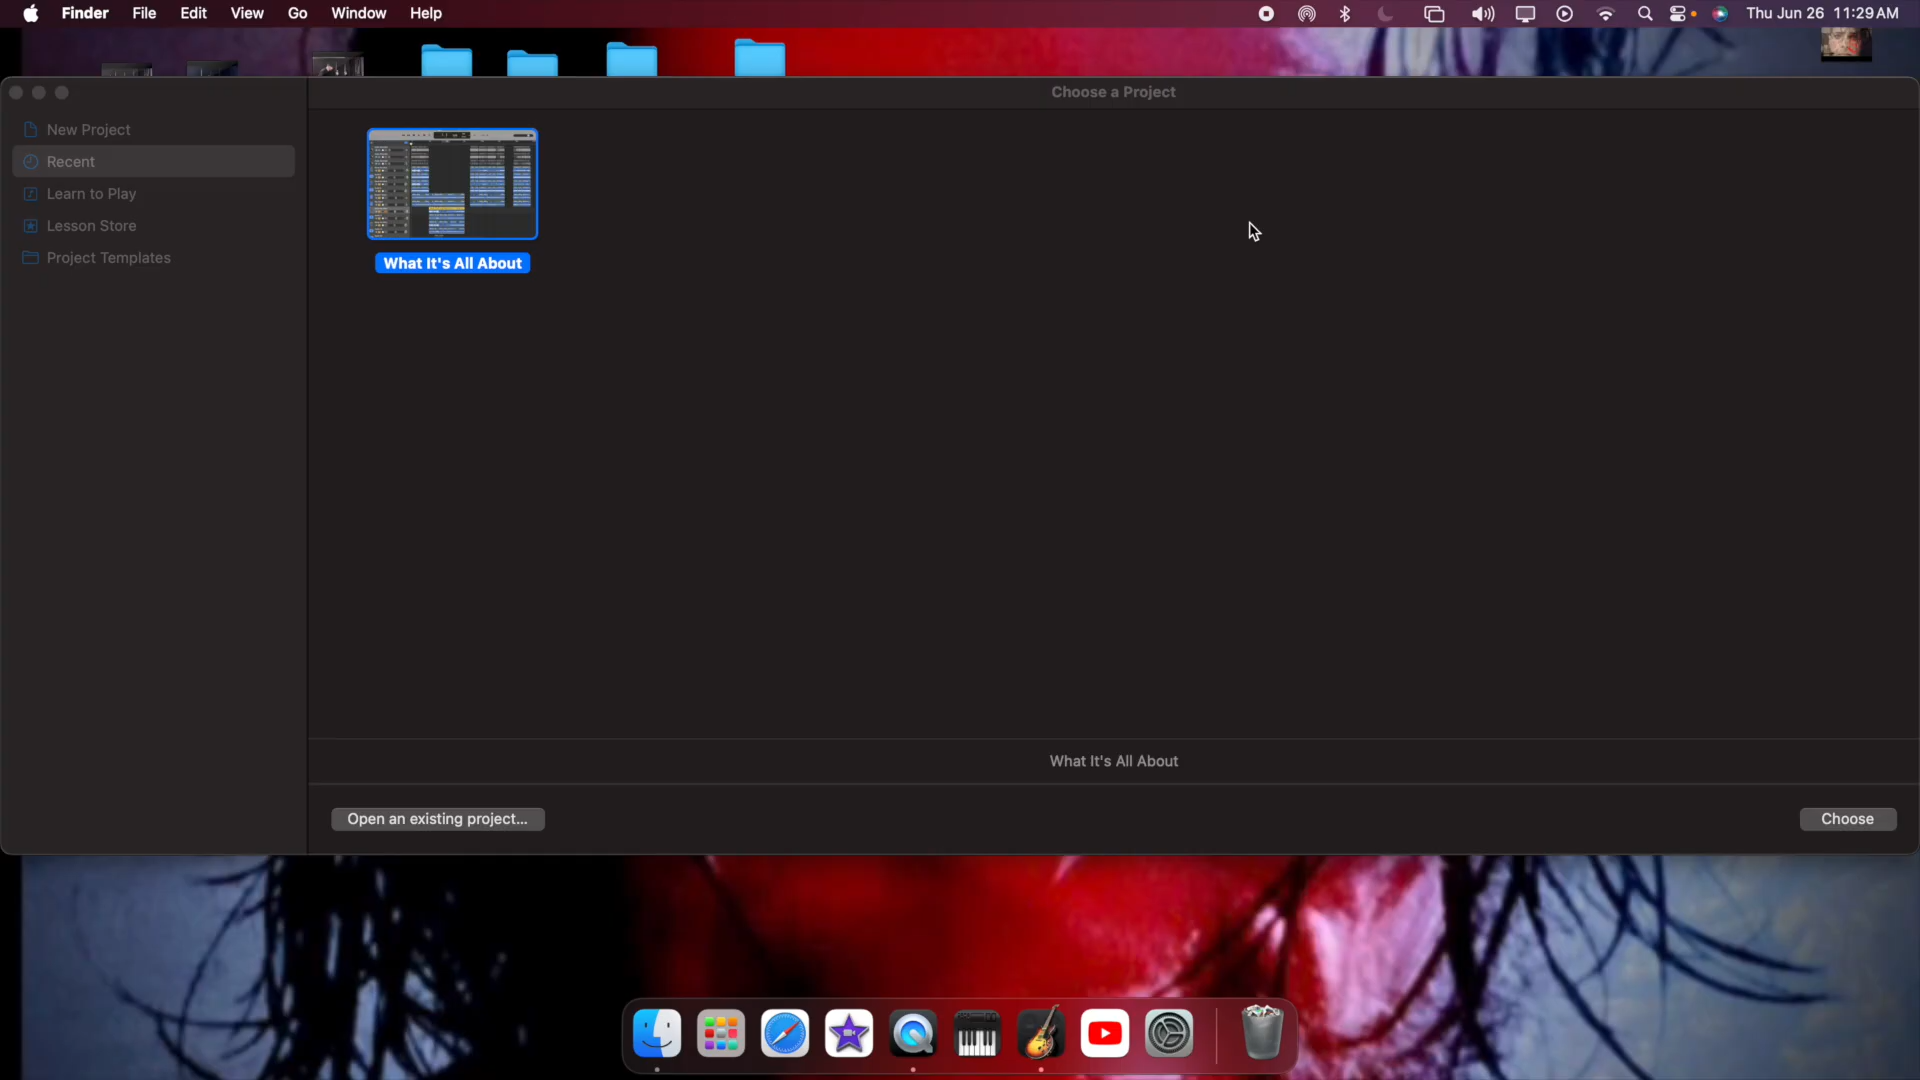 Finder File Edit View Go Window Help Thu Jun 26 11:29 AM
Choose a Project
New Project
Recent
Learn to Play
Lesson Store
Project Templates
What It's All About
What It's All About
Open an existing project... Choose